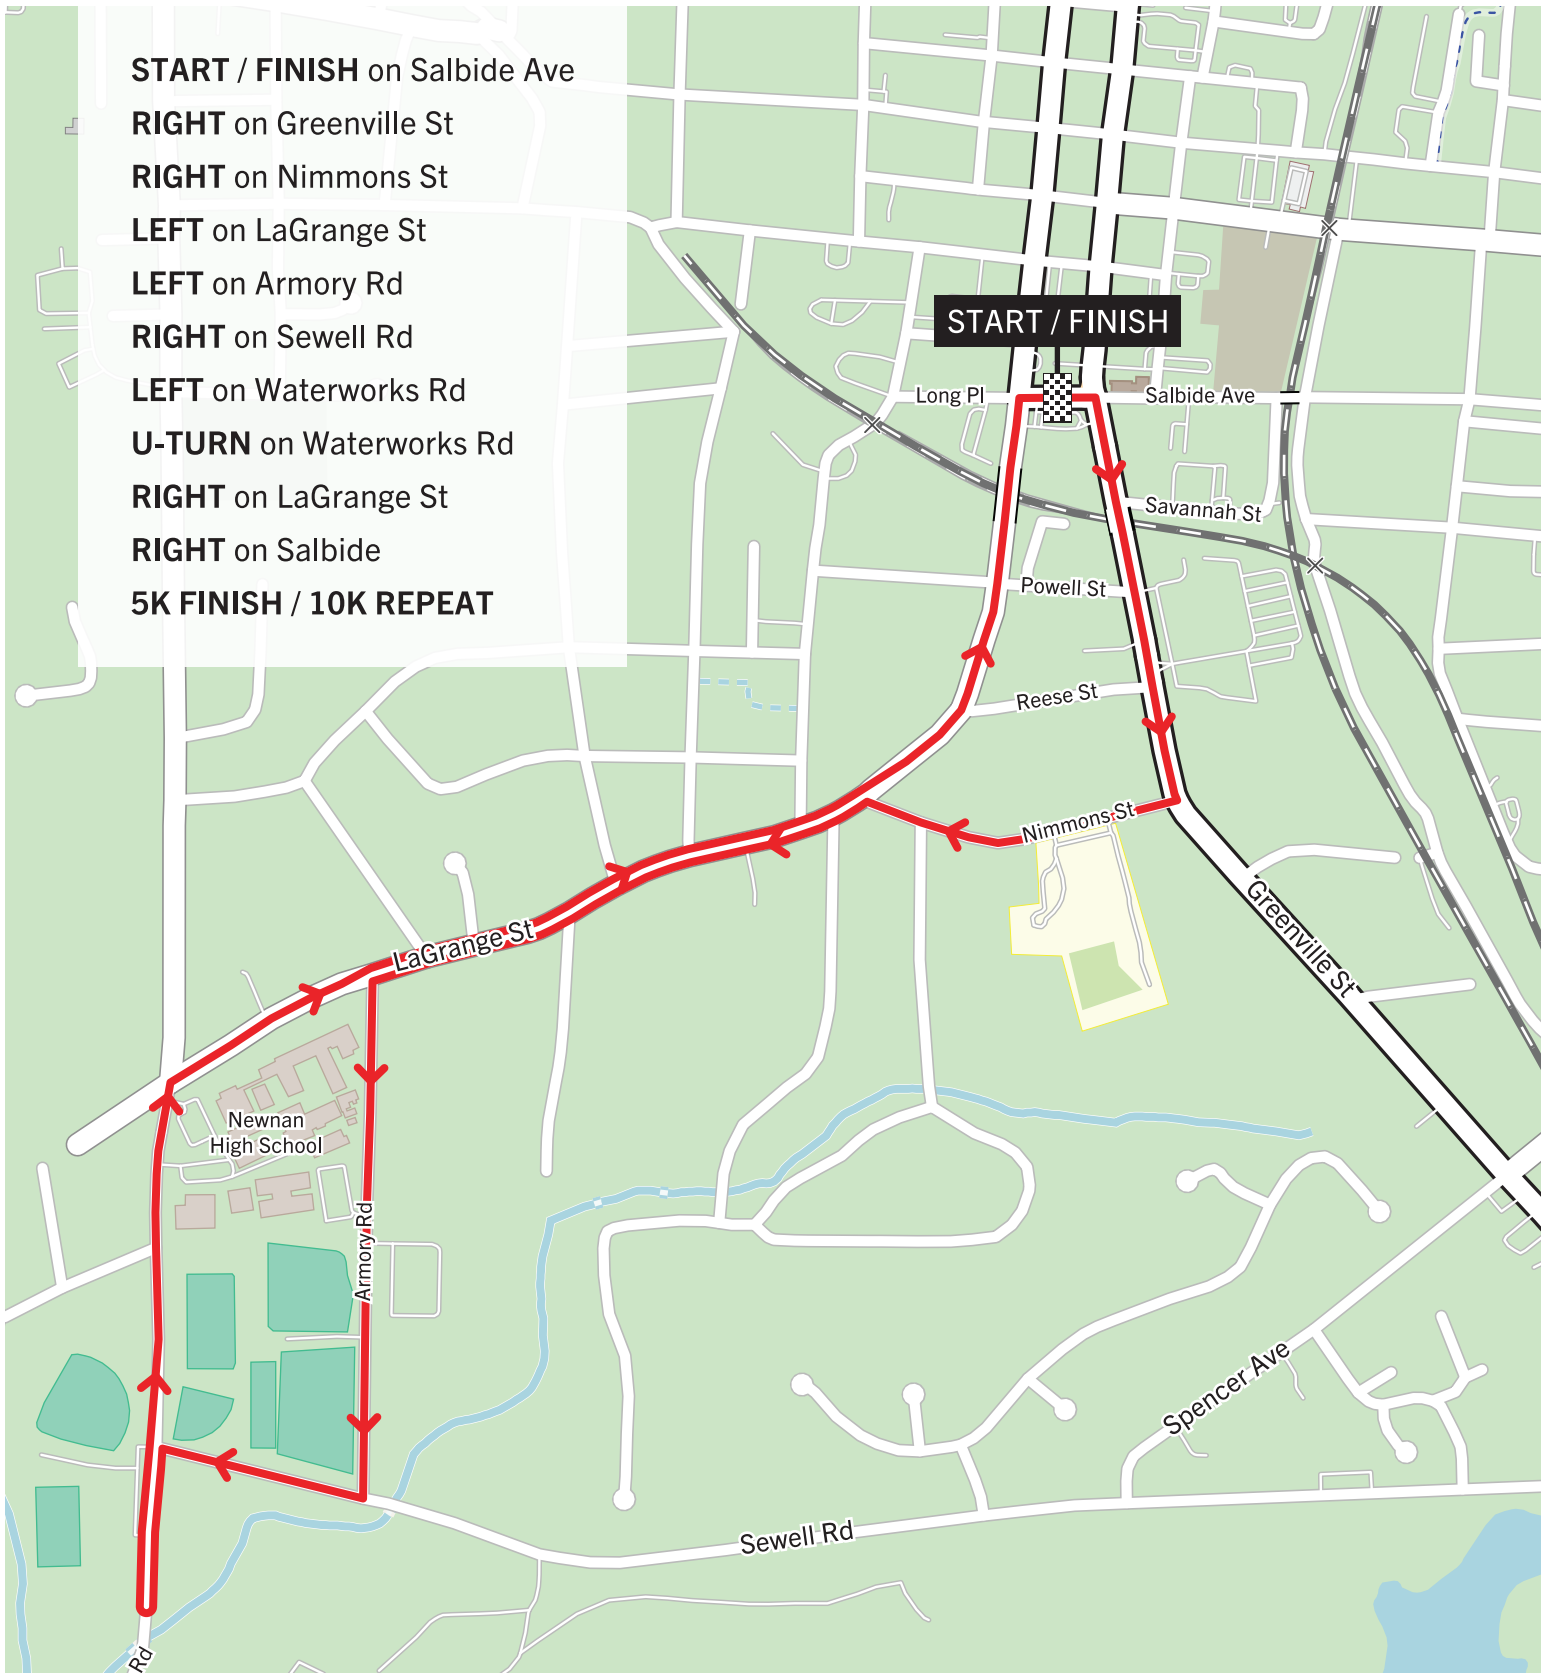 START / FINISH on Salbide Ave
RIGHT on Greenville St
RIGHT on Nimmons St
LEFT on LaGrange St
LEFT on Armory Rd
RIGHT on Sewell Rd
LEFT on Waterworks Rd
U-TURN on Waterworks Rd
RIGHT on LaGrange St
RIGHT on Salbide
5K FINISH / 10K REPEAT
START / FINISH
Long Pl
Salbide Ave
Savannah St
Powell St
Reese St
Nimmons St
Greenville St
LaGrange St
Newnan
High School
Armory Rd
Spencer Ave
Sewell Rd
Rd